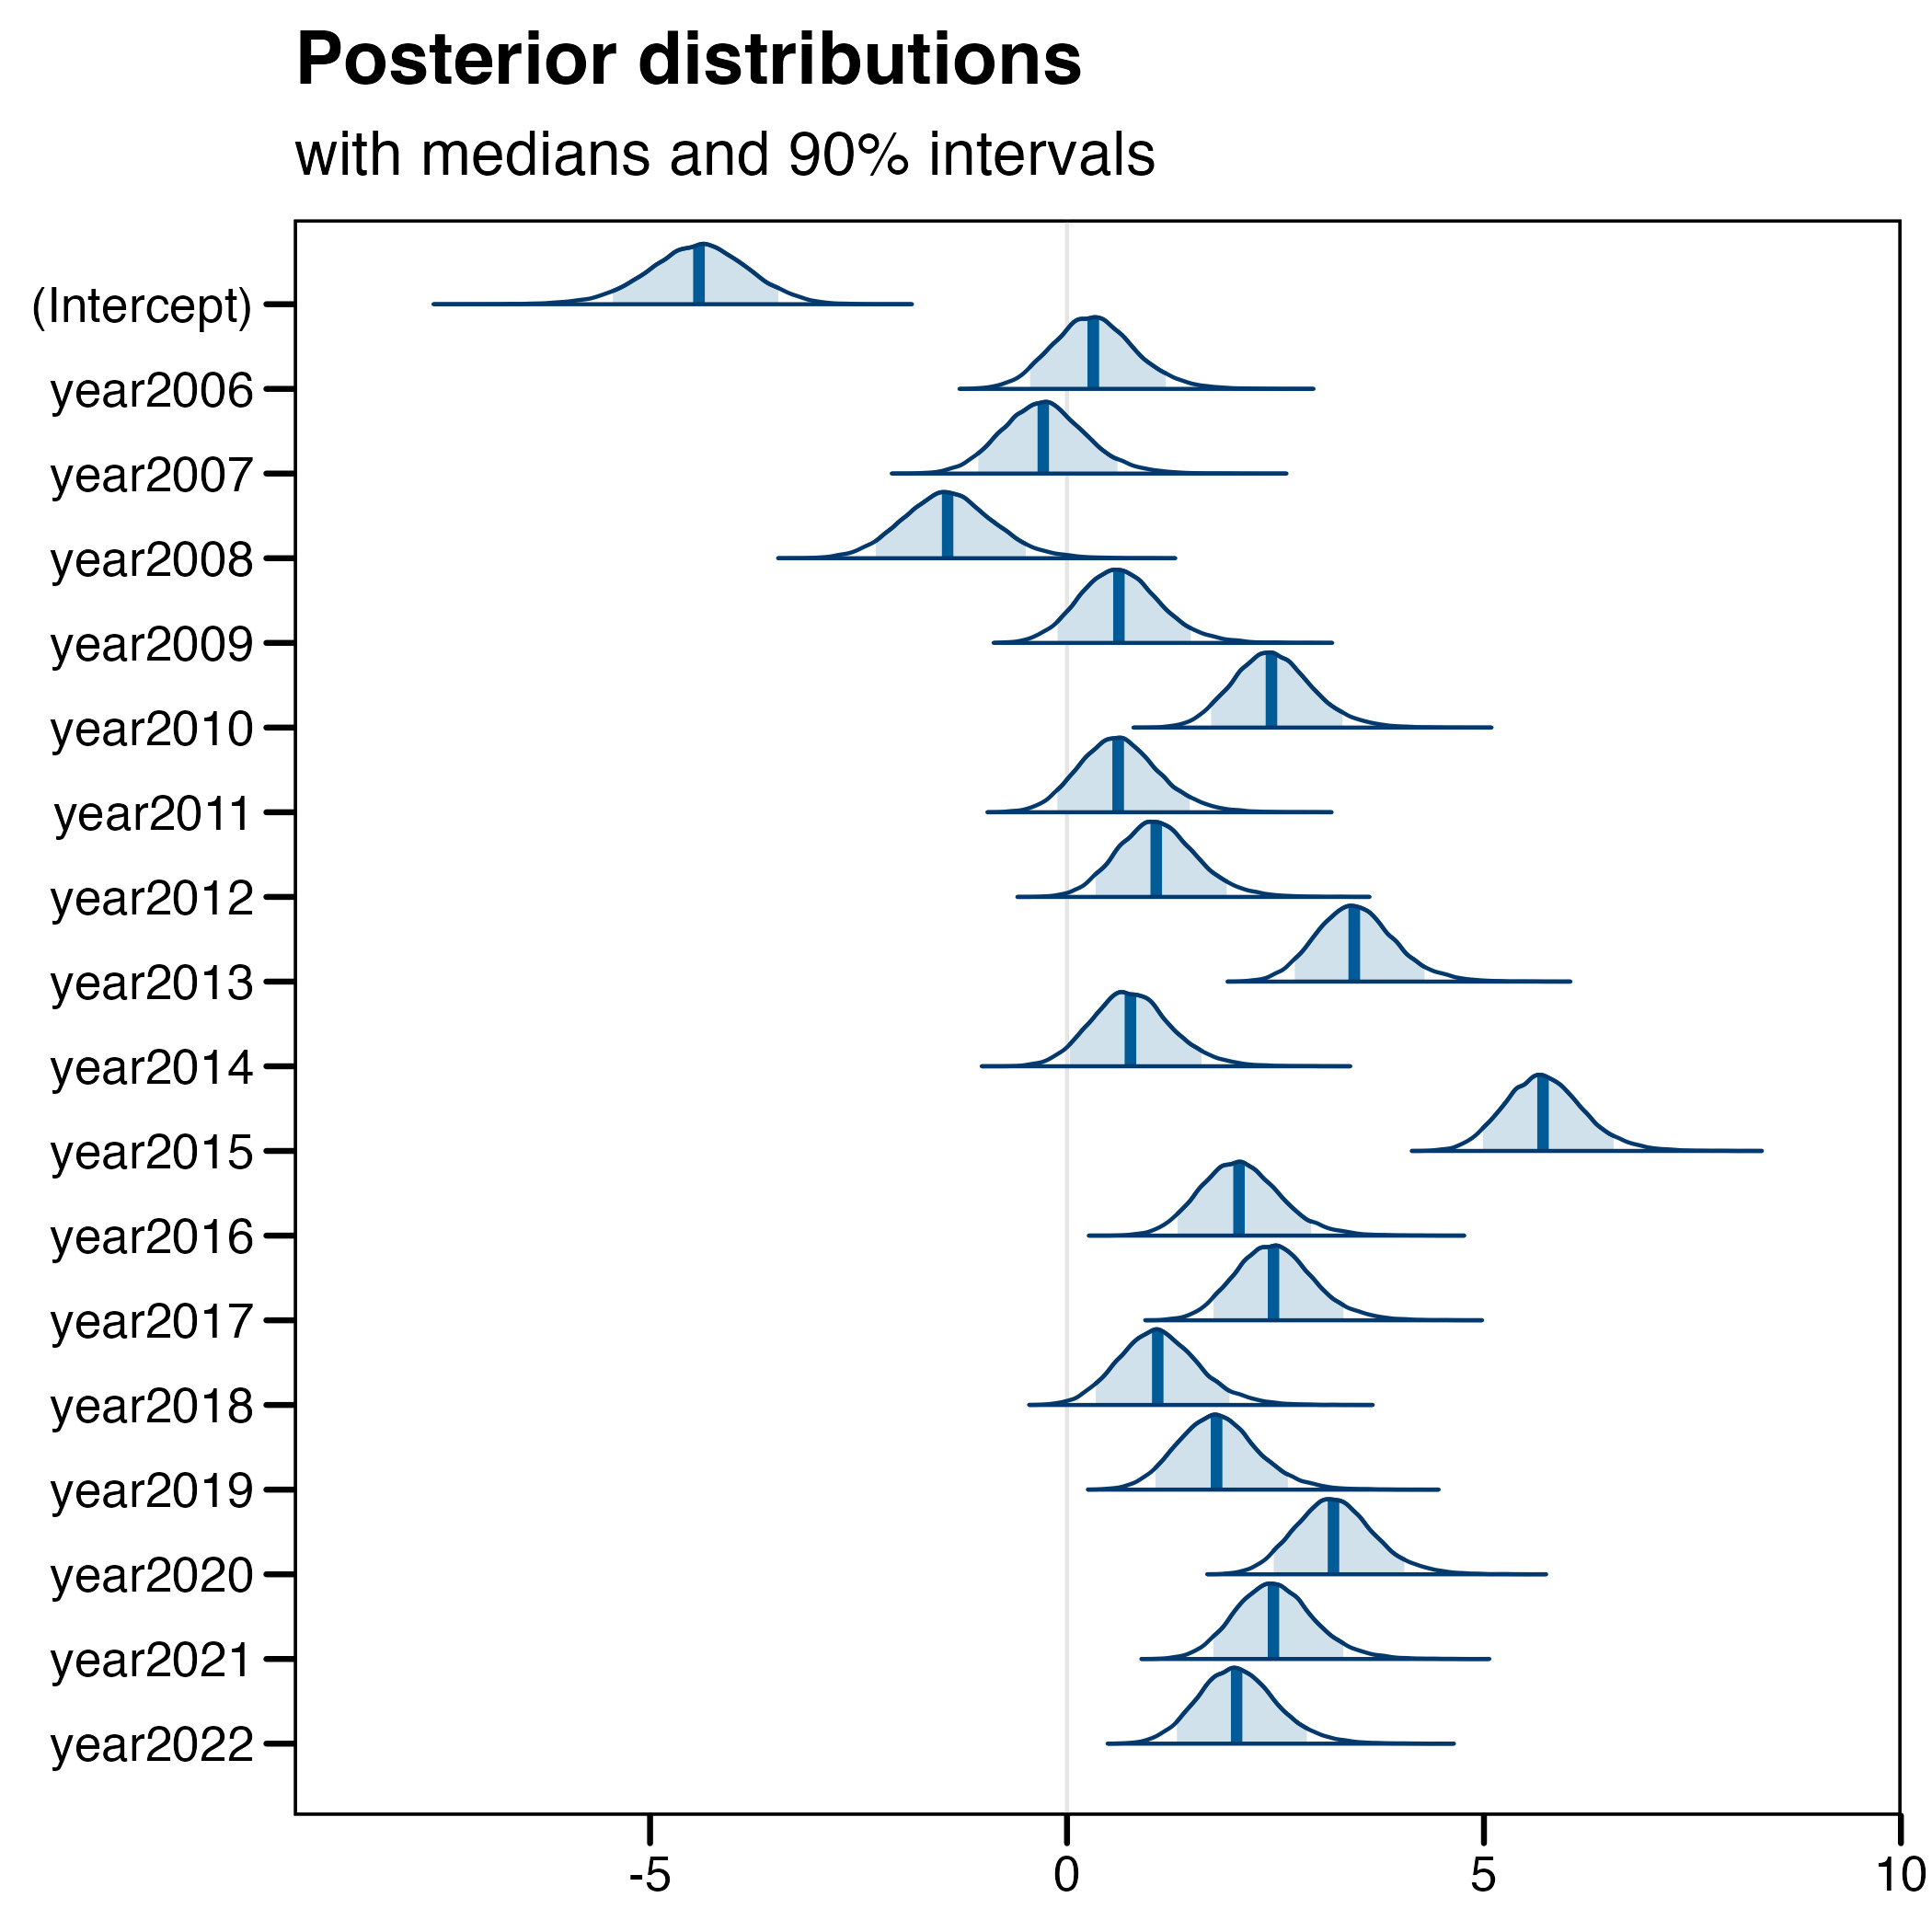 Posterior distributions
with medians and 90% intervals
(Intercept)
year2006
year2007
year2008
year2009
year2010
year2011
year2012
year2013
year2014
year2015
year2016
year2017
year2018
year2019
year2020
year2021
year2022
-5 0 5 10